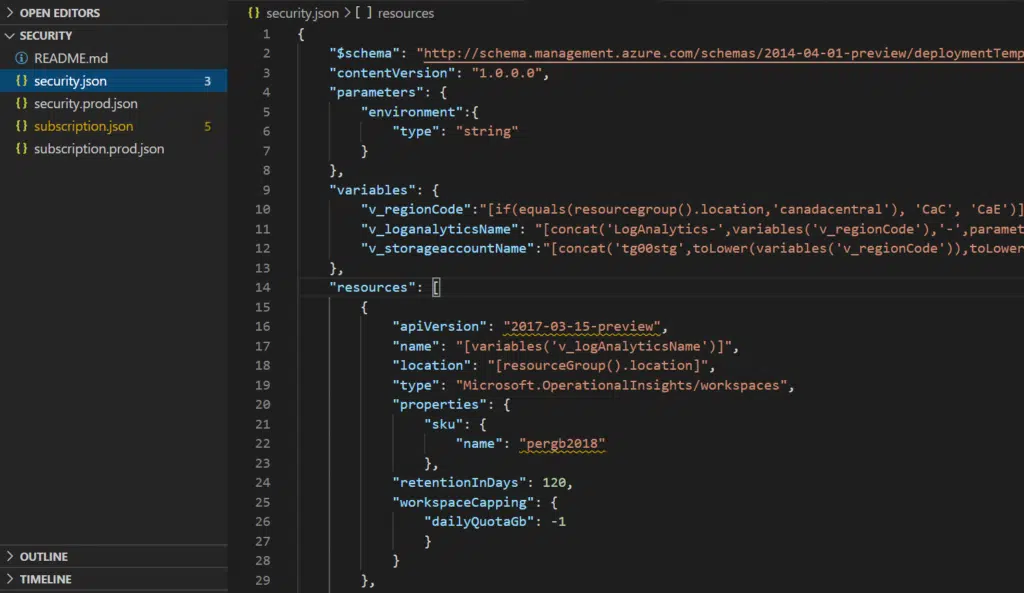 OPEN EDITORS
SECURITY
README.md
security.json 3
security.prod.json
subscription.json 5
subscription.prod.json
OUTLINE
TIMELINE
{} security.json > [ ] resources
1 {
2 "$schema": "http://schema.management.azure.com/schemas/2014-04-01-preview/deploymentTemp
3 "contentVersion": "1.0.0.0",
4 "parameters": {
5 "environment":{
6 "type": "string"
7 }
8 },
9 "variables": {
10 "v_regionCode":"[if(equals(resourcegroup().location,'canadacentral'), 'CaC', 'CaE')]
11 "v_loganalyticsName": "[concat('LogAnalytics-',variables('v_regionCode'),'-',paramet
12 "v_storageaccountName":"[concat('tg00stg',toLower(variables('v_regionCode')),toLower
13 },
14 "resources": [
15 {
16 "apiVersion": "2017-03-15-preview",
17 "name": "[variables('v_logAnalyticsName')]",
18 "location": "[resourceGroup().location]",
19 "type": "Microsoft.OperationalInsights/workspaces",
20 "properties": {
21 "sku": {
22 "name": "pergb2018"
23 },
24 "retentionInDays": 120,
25 "workspaceCapping": {
26 "dailyQuotaGb": -1
27 }
28 }
29 },